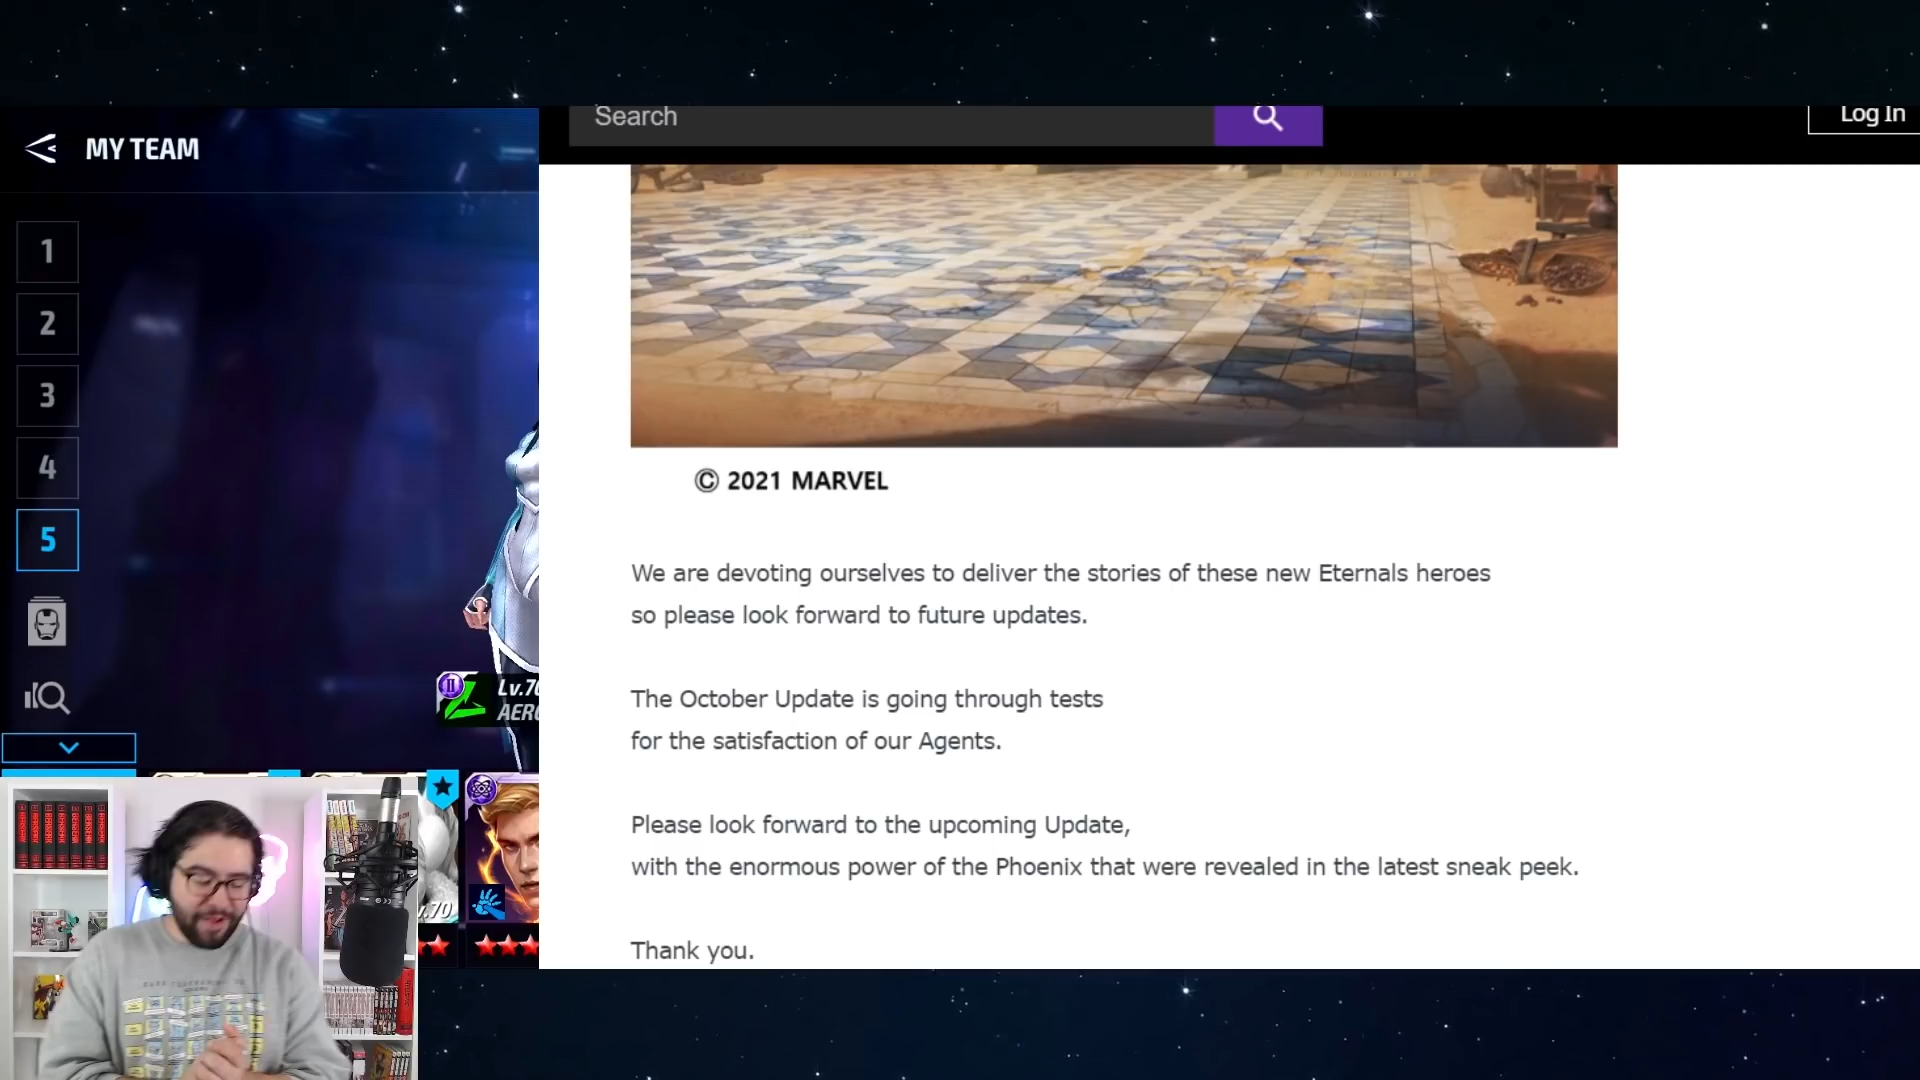 Search
Log In
MY TEAM
1
2
3
4
5
Lv.70
© 2021 MARVEL
We are devoting ourselves to deliver the stories of these new Eternals heroes
so please look forward to future updates.
The October Update is going through tests
for the satisfaction of our Agents.
Please look forward to the upcoming Update,
with the enormous power of the Phoenix that were revealed in the latest sneak peek.
Thank you.